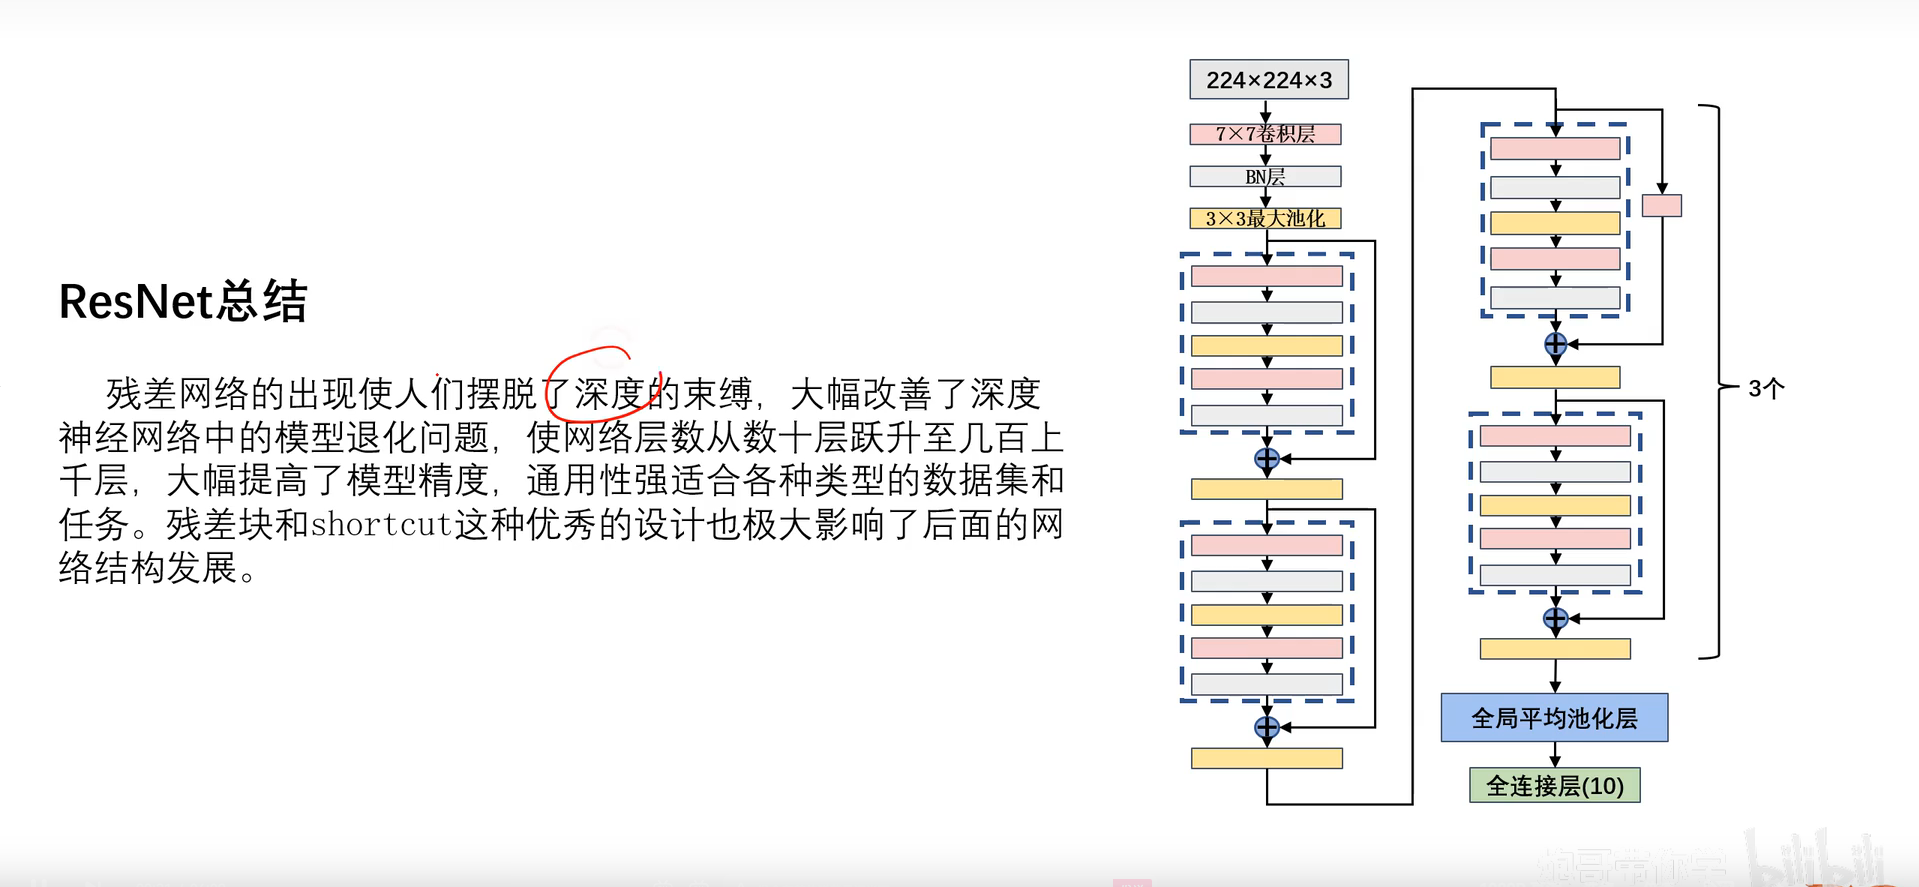 ResNet总结
残差网络的出现使人们摆脱了深度的束缚，大幅改善了深度
神经网络中的模型退化问题，使网络层数从数十层跃升至几百上
千层，大幅提高了模型精度，通用性强适合各种类型的数据集和
任务。残差块和shortcut这种优秀的设计也极大影响了后面的网
络结构发展。
224×224×3
7×7卷积层
BN层
3×3最大池化
3个
全局平均池化层
全连接层(10)
炮哥带你学
bilibili